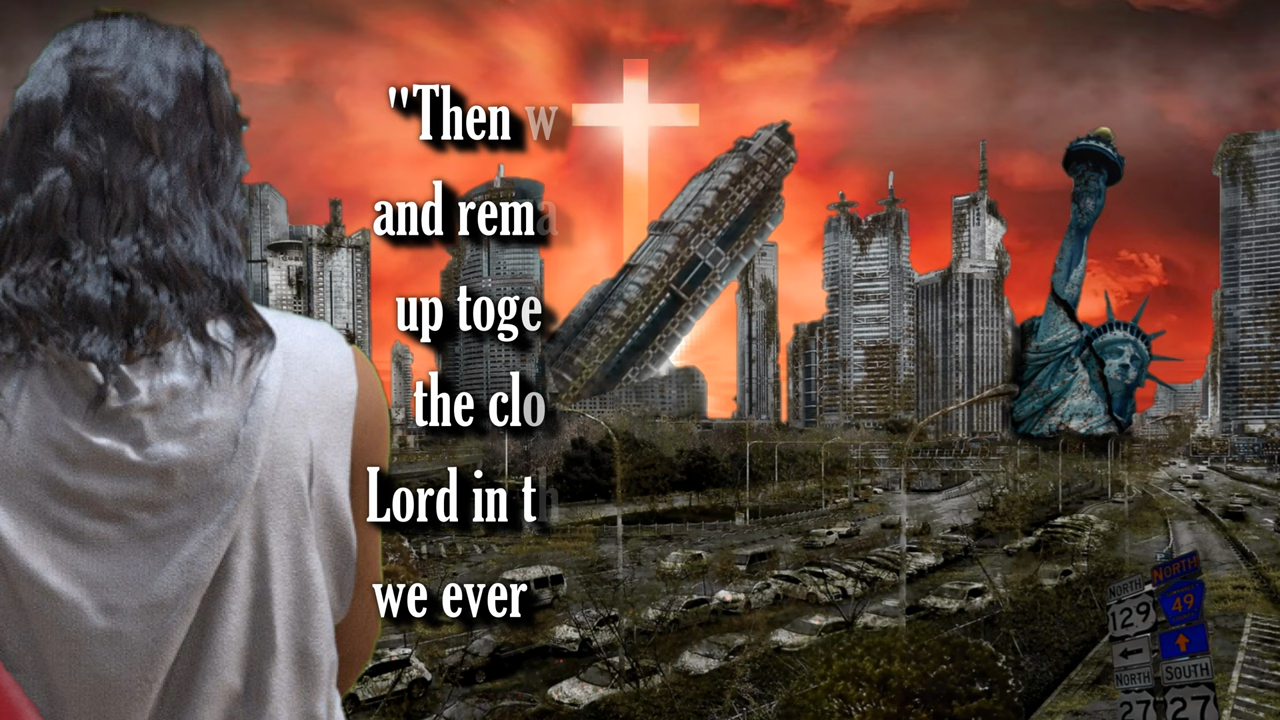 "Then w
and rema
up toge
the clo
Lord in th
we ever
NORTH
129
NORTH
27
NORTH
49
SOUTH
27